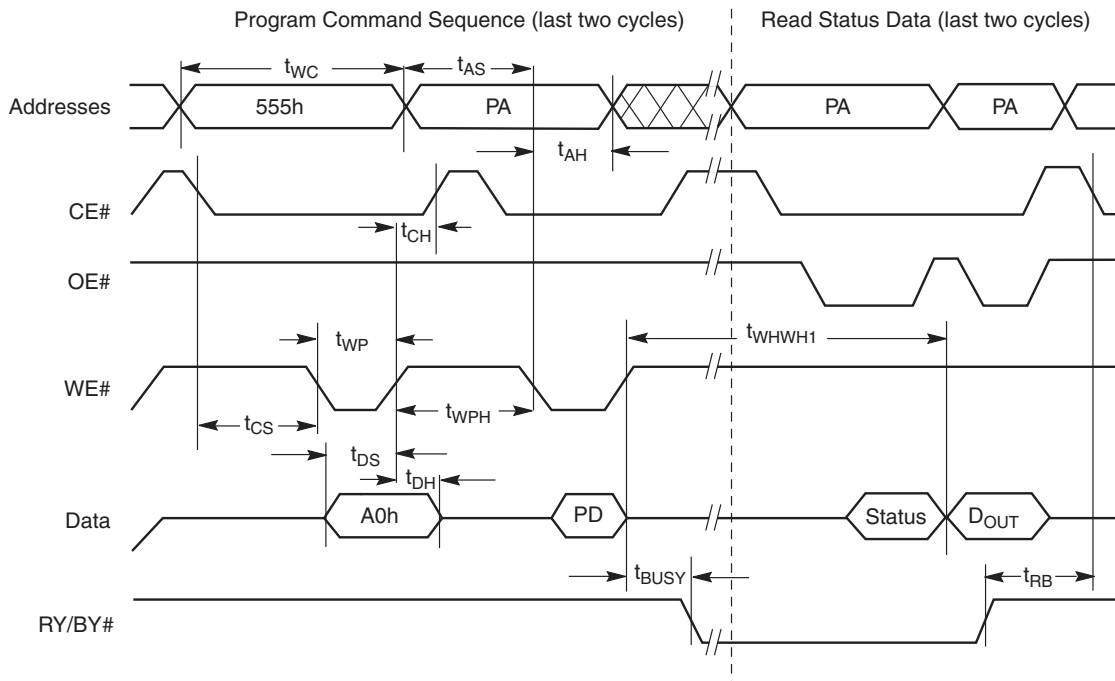 Program Command Sequence (last two cycles) Read Status Data (last two cycles)
tWC tAS
Addresses 555h PA PA PA
tAH
CE#
tCH
OE#
tWP tWHWH1
WE#
tCS tWPH
tDS
tDH
Data A0h PD Status DOUT
tBUSY tRB
RY/BY#